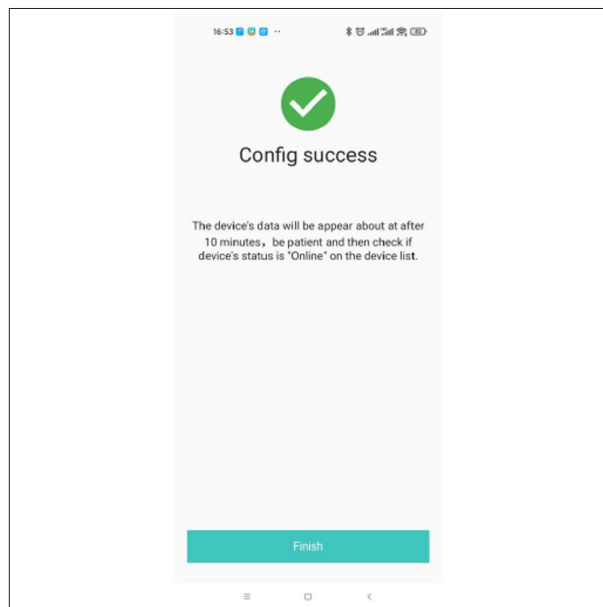 16:53
Config success
The device's data will be appear about at after
10 minutes，be patient and then check if
device's status is "Online" on the device list.
Finish